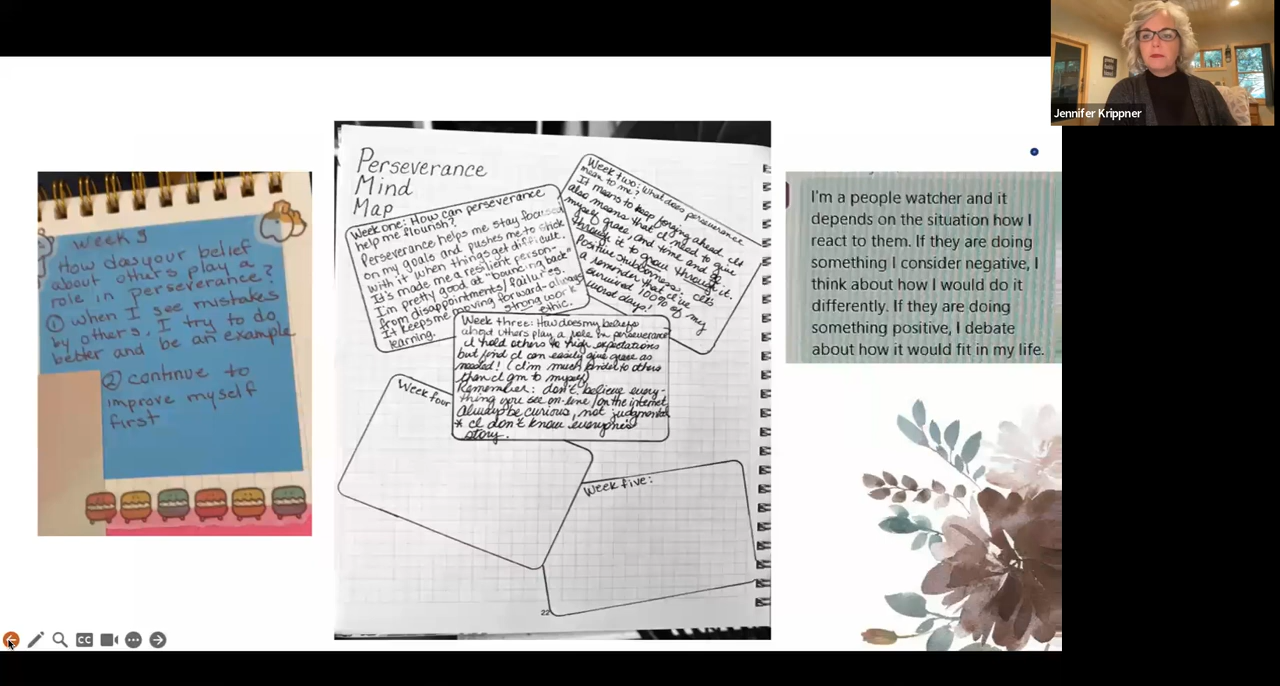 Jennifer Krippner
week 3
How does your belief
about others play a
role in perseverance?
① when I see mistakes
by others, I try to do
better and be an example
② continue to
improve myself
first
Perseverance
Mind
Map
Week one: How can perseverance
help me flourish?
Perseverance helps me stay focused
on my goals and pushes me to stick
with it when things get difficult.
It's made me a resilient person-
I'm pretty good at "bouncing back"
from disappointments/failures.
It keeps me moving forward-always
learning. strong work
ethic.
Week two: What does perseverance
mean to me?
It means to keep forging ahead. It
also means that I need to give
myself grace, and time and go
through it to grow through it.
Positive stubbornness. It's
a reminder that I've
survived 100% of my
worst days!
Week three: How does my beliefs
about others play a role in perseverance
I hold others to high expectations
but find I can easily give grace as
needed! (I'm much kinder to others
than I am to myself)
Remember: don't believe every-
thing you see on-line/on the internet
Always be curious, not judgmental
* I don't know everyone's
story.
Week four
Week five:
22
I'm a people watcher and it
depends on the situation how I
react to them. If they are doing
something I consider negative, I
think about how I would do it
differently. If they are doing
something positive, I debate
about how it would fit in my life.
CC